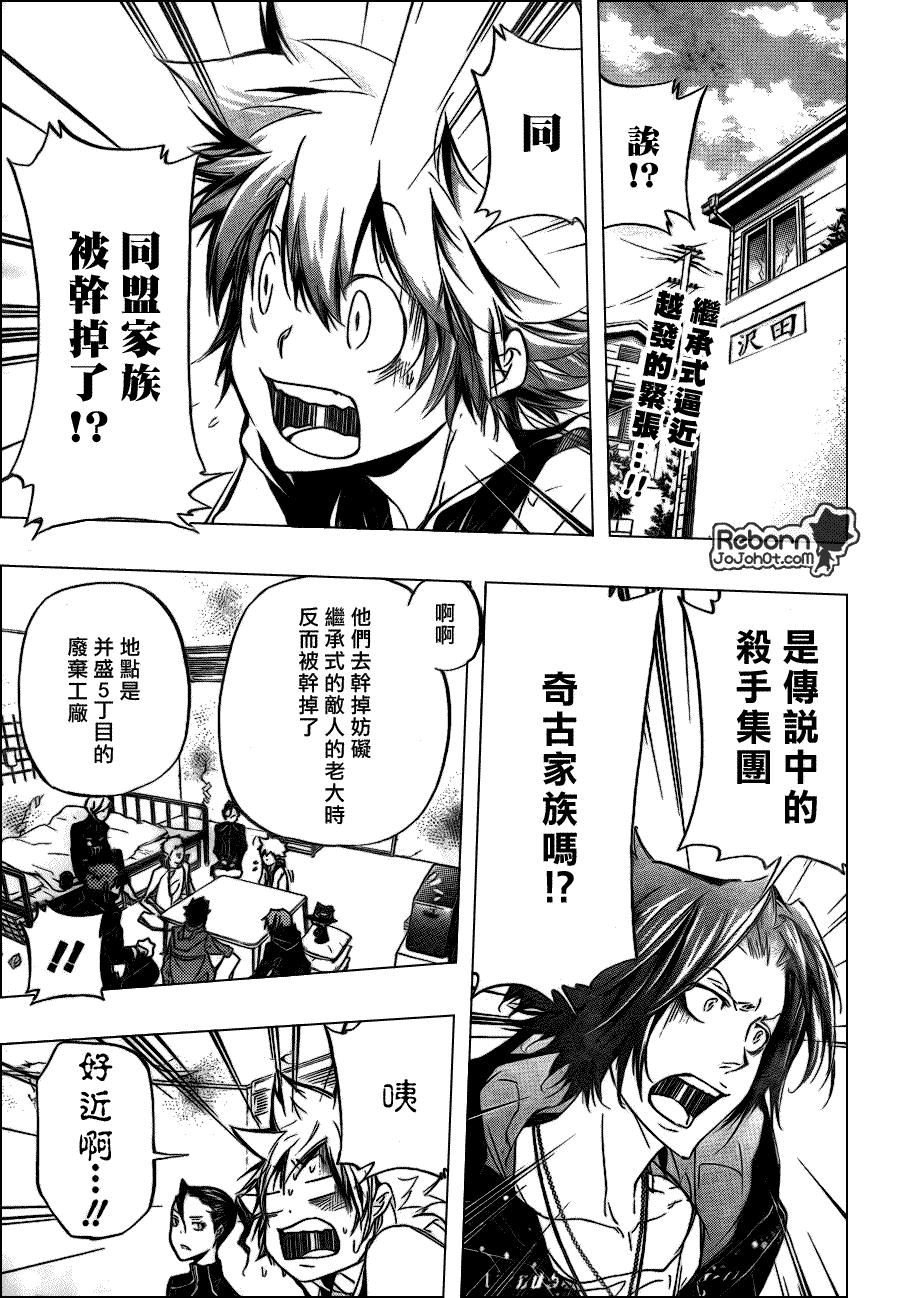 誒!?
同
繼承式逼近
越發的緊張…!!
沢田
同盟家族
被幹掉了!?
Reborn
JoJohot.com
是傳説中的
殺手集團
奇古家族嗎!?
啊啊
他們去幹掉妨礙
繼承式的敵人的老大時
反而被幹掉了
地點是
并盛5丁目的
廢棄工廠
!!
咦
好近啊…!!